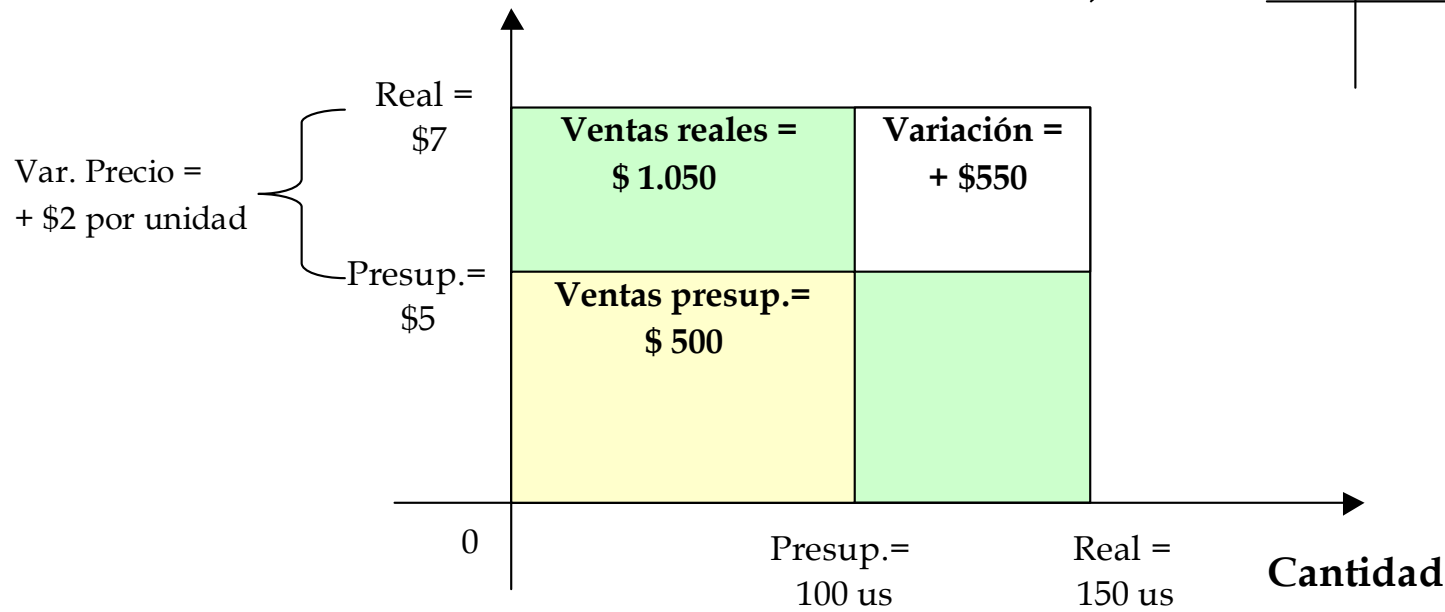 Real =
$7
Ventas reales =
$ 1.050
Variación =
+ $550
Var. Precio =
+ $2 por unidad
Presup.=
$5
Ventas presup.=
$ 500
0
Presup.=
100 us
Real =
150 us
Cantidad